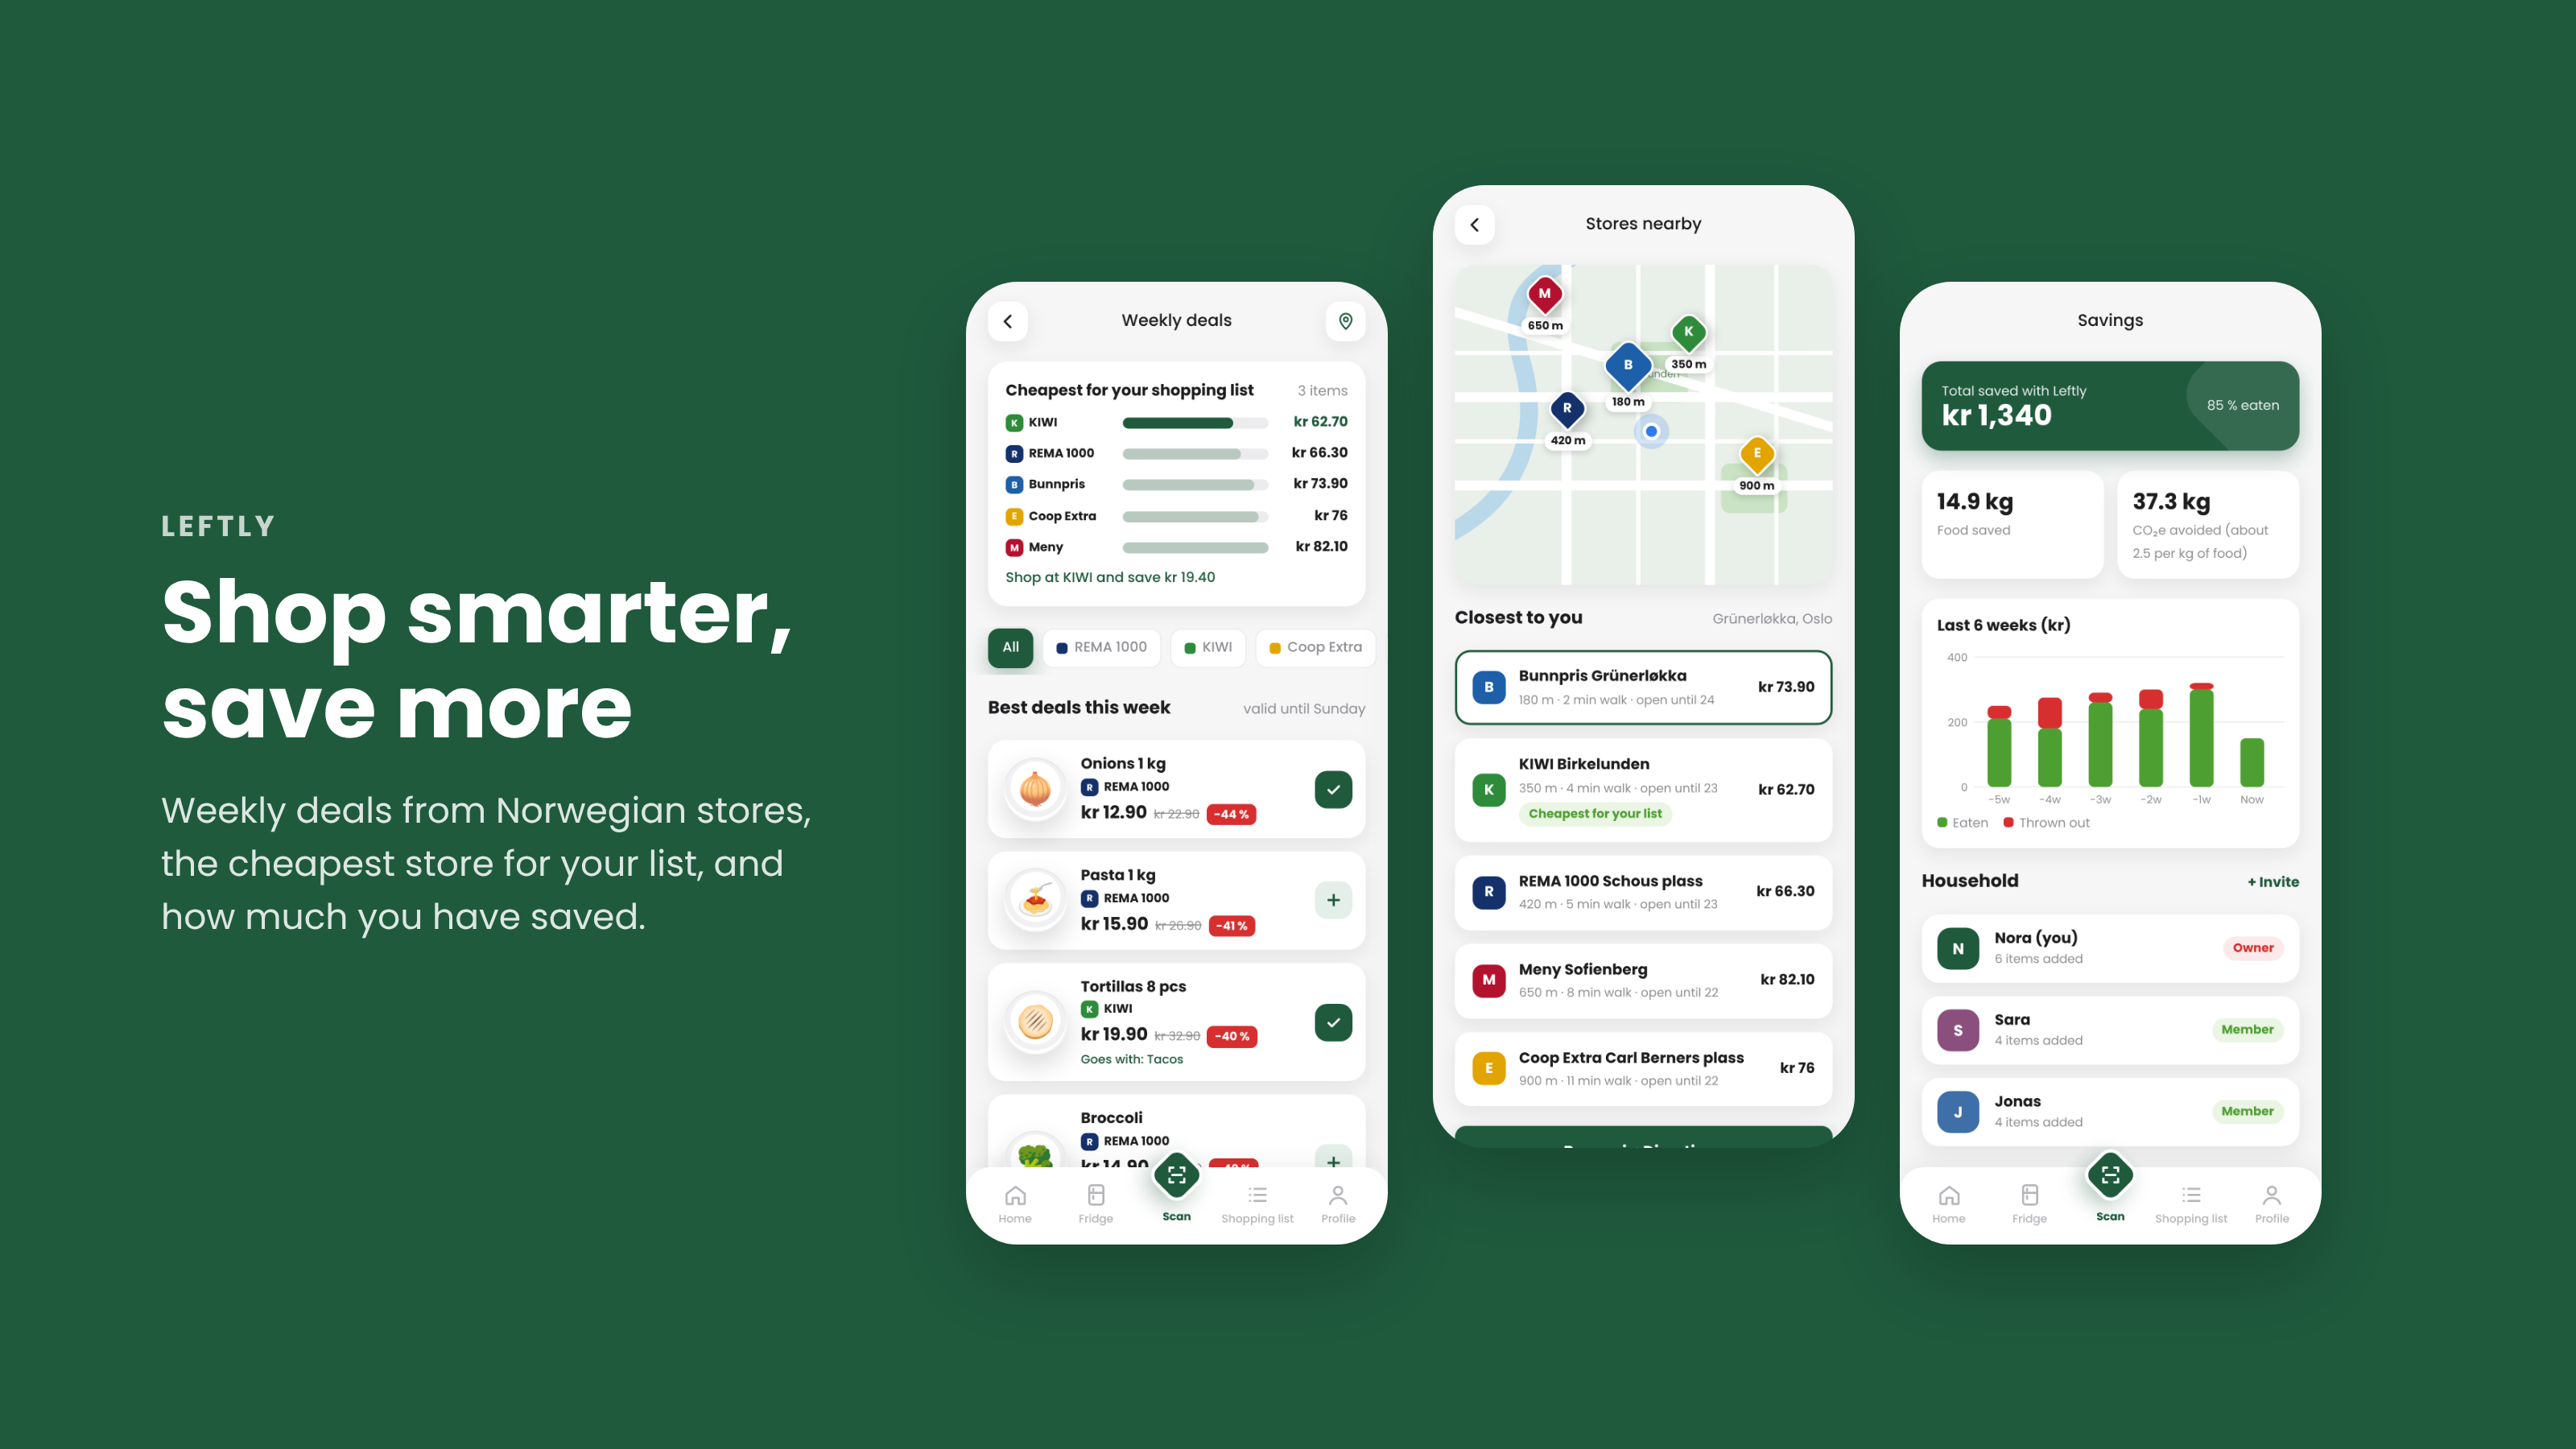 LEFTLY
Shop smarter,
save more
Weekly deals from Norwegian stores,
the cheapest store for your list, and
how much you have saved.
Weekly deals
Cheapest for your shopping list 3 items
K KIWI kr 62.70
R REMA 1000 kr 66.30
B Bunnpris kr 73.90
E Coop Extra kr 76
M Meny kr 82.10
Shop at KIWI and save kr 19.40
All REMA 1000 KIWI Coop Extra
Best deals this week valid until Sunday
Onions 1 kg
R REMA 1000
kr 12.90 kr 22.90 -44 %
Pasta 1 kg
R REMA 1000
kr 15.90 kr 26.90 -41 %
Tortillas 8 pcs
K KIWI
kr 19.90 kr 32.90 -40 %
Goes with: Tacos
Broccoli
R REMA 1000
kr 14.90
Home Fridge Scan Shopping list Profile
Stores nearby
M
650 m
K
350 m
B
180 m
R
420 m
E
900 m
Closest to you Grünerløkka, Oslo
B Bunnpris Grünerløkka kr 73.90
180 m · 2 min walk · open until 24
KIWI Birkelunden
K 350 m · 4 min walk · open until 23 kr 62.70
Cheapest for your list
R REMA 1000 Schous plass kr 66.30
420 m · 5 min walk · open until 23
M Meny Sofienberg kr 82.10
650 m · 8 min walk · open until 22
E Coop Extra Carl Berners plass kr 76
900 m · 11 min walk · open until 22
Savings
Total saved with Leftly
kr 1,340
85 % eaten
14.9 kg
Food saved
37.3 kg
CO₂e avoided (about
2.5 per kg of food)
Last 6 weeks (kr)
400
200
0
-5w -4w -3w -2w -1w Now
Eaten Thrown out
Household + Invite
N Nora (you) Owner
6 items added
S Sara Member
4 items added
J Jonas Member
4 items added
Home Fridge Scan Shopping list Profile